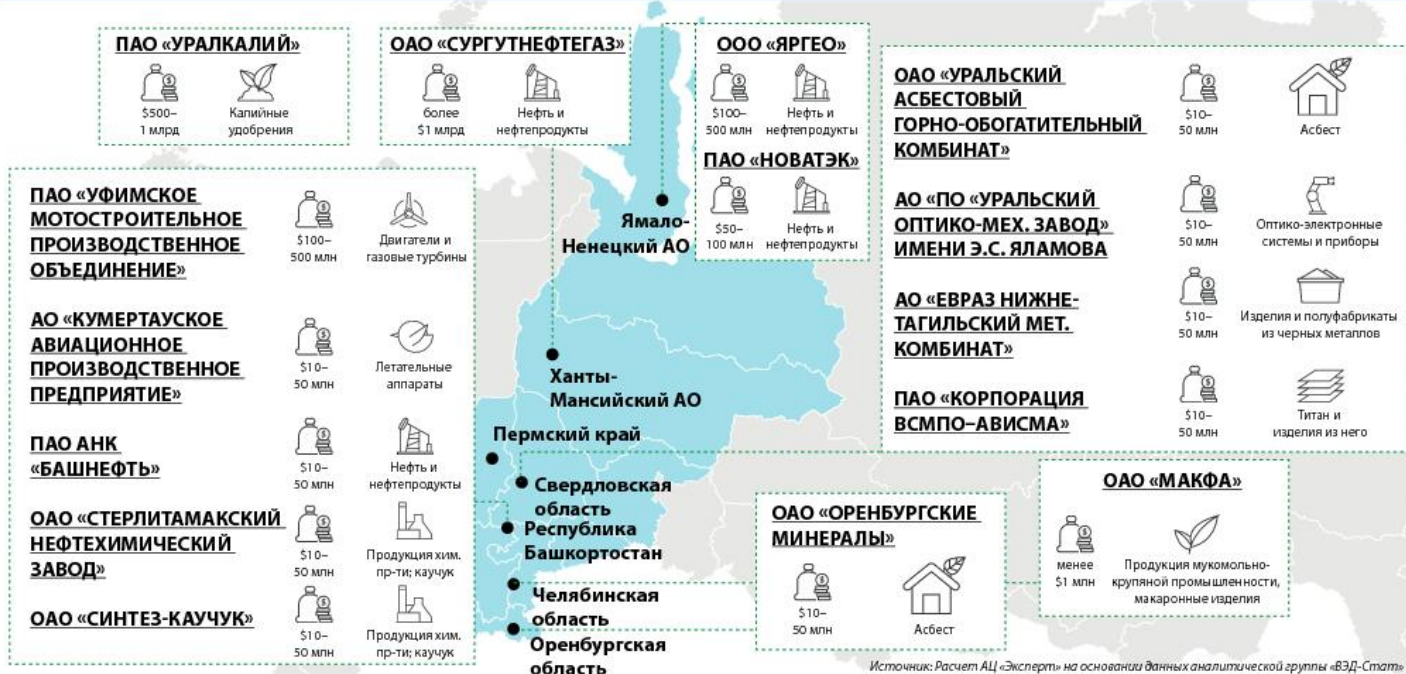 ПАО «УРАЛКАЛИЙ»
$500–
1 млрд
Капийные
удобрения
ОАО «СУРГУТНЕФТЕГАЗ»
более
$1 млрд
Нефть и
нефтепродукты
ООО «ЯРГЕО»
$100–
500 млн
Нефть и
нефтепродукты
ПАО «НОВАТЭК»
$50–
100 млн
Нефть и
нефтепродукты
ОАО «УРАЛЬСКИЙ
АСБЕСТОВЫЙ
ГОРНО-ОБОГАТИТЕЛЬНЫЙ
КОМБИНАТ»
$10–
50 млн
Асбест
АО «ПО «УРАЛЬСКИЙ
ОПТИКО-МЕХ. ЗАВОД»
ИМЕНИ Э.С. ЯЛАМОВА
$10–
50 млн
Оптико-электронные
системы и приборы
АО «ЕВРАЗ НИЖНЕ-
ТАГИЛЬСКИЙ МЕТ.
КОМБИНАТ»
$10–
50 млн
Изделия и полуфабрикаты
из черных металлов
ПАО «КОРПОРАЦИЯ
ВСМПО–АВИСМА»
$10–
50 млн
Титан и
изделия из него
ПАО «УФИМСКОЕ
МОТОСТРОИТЕЛЬНОЕ
ПРОИЗВОДСТВЕННОЕ
ОБЪЕДИНЕНИЕ»
$100–
500 млн
Двигатели и
газовые турбины
АО «КУМЕРТАУСКОЕ
АВИАЦИОННОЕ
ПРОИЗВОДСТВЕННОЕ
ПРЕДПРИЯТИЕ»
$10–
50 млн
Летательные
аппараты
ПАО АНК
«БАШНЕФТЬ»
$10–
50 млн
Нефть и
нефтепродукты
ОАО «СТЕРЛИТАМАКСКИЙ
НЕФТЕХИМИЧЕСКИЙ
ЗАВОД»
$10–
50 млн
Продукция хим.
пр-ти; каучук
ОАО «СИНТЕЗ-КАУЧУК»
$10–
50 млн
Продукция хим.
пр-ти; каучук
Ямало-
Ненецкий АО
Ханты-
Мансийский АО
Пермский край
Свердловская
область
Республика
Башкортостан
Челябинская
область
Оренбургская
область
ОАО «ОРЕНБУРГСКИЕ
МИНЕРАЛЫ»
$10–
50 млн
Асбест
ОАО «МАКФА»
менее
$1 млн
Продукция мукомольно-
крупяной промышленности,
макаронные изделия
Источник: Расчет АЦ «Эксперт» на основании данных аналитической группы «ВЭД-Стат»